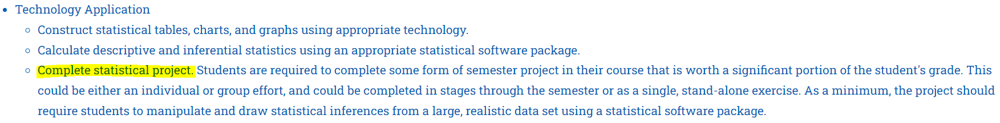 Technology Application
Construct statistical tables, charts, and graphs using appropriate technology.
Calculate descriptive and inferential statistics using an appropriate statistical software package.
Complete statistical project. Students are required to complete some form of semester project in their course that is worth a significant portion of the student's grade. This
could be either an individual or group effort, and could be completed in stages through the semester or as a single, stand-alone exercise. As a minimum, the project should
require students to manipulate and draw statistical inferences from a large, realistic data set using a statistical software package.